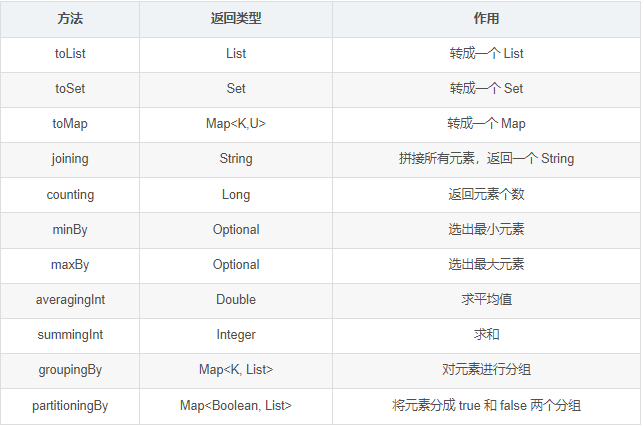 方法 返回类型 作用
toList List 转成一个 List
toSet Set 转成一个 Set
toMap Map<K,U> 转成一个 Map
joining String 拼接所有元素，返回一个 String
counting Long 返回元素个数
minBy Optional 选出最小元素
maxBy Optional 选出最大元素
averagingInt Double 求平均值
summingInt Integer 求和
groupingBy Map<K, List> 对元素进行分组
partitioningBy Map<Boolean, List> 将元素分成 true 和 false 两个分组